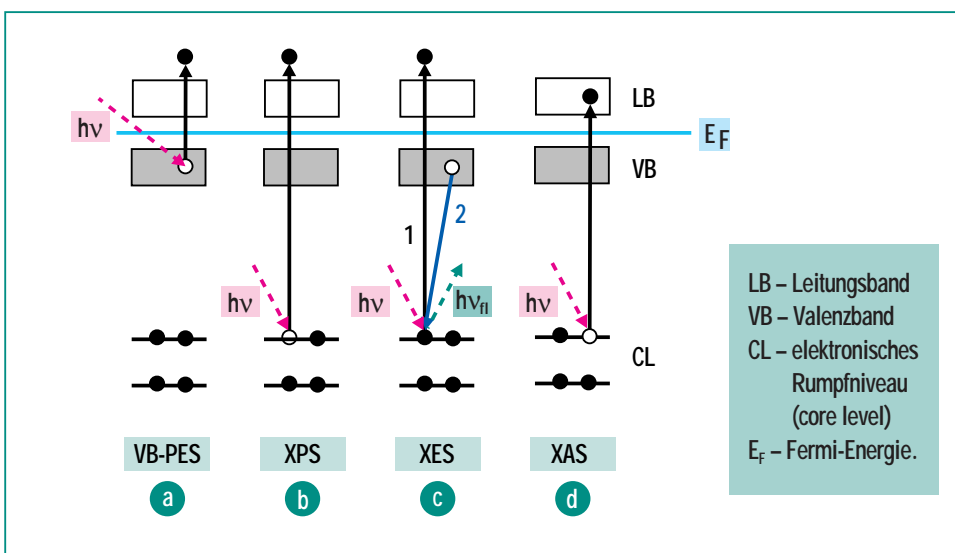 LB
hν
E F
VB
2
1
hν
hν
hνfl
hν
CL
VB-PES
XPS
XES
XAS
a
b
c
d
LB – Leitungsband
VB – Valenzband
CL – elektronisches
Rumpfniveau
(core level)
EF – Fermi-Energie.